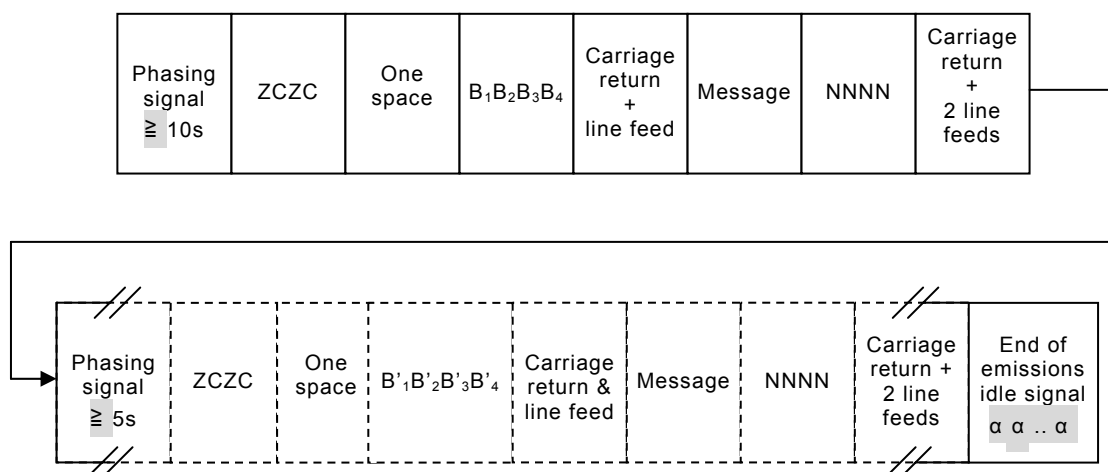 Phasing
signal
≧ 10s
ZCZC
One
space
B₁B₂B₃B₄
Carriage
return
+
line feed
Message
NNNN
Carriage
return
+
2 line
feeds
Phasing
signal
≧ 5s
ZCZC
One
space
B'₁B'₂B'₃B'₄
Carriage
return &
line feed
Message
NNNN
Carriage
return +
2 line
feeds
End of
emissions
idle signal
α α .. α